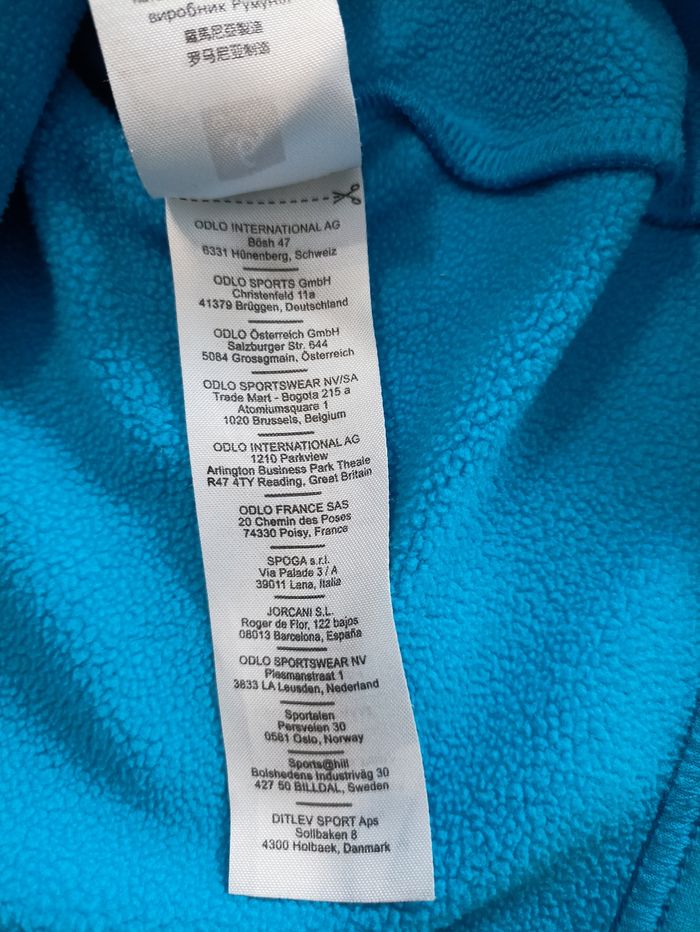 виробник Румун
羅馬尼亞製造
罗马尼亚制造
ODLO INTERNATIONAL AG
Bösh 47
6331 Hünenberg, Schweiz
ODLO SPORTS GmbH
Christenfeld 11a
41379 Brüggen, Deutschland
ODLO Österreich GmbH
Salzburger Str. 644
5084 Grossgmain, Österreich
ODLO SPORTSWEAR NV/SA
Trade Mart - Bogota 215 a
Atomiumsquare 1
1020 Brussels, Belgium
ODLO INTERNATIONAL AG
1210 Parkview
Arlington Business Park Theale
R47 4TY Reading, Great Britain
ODLO FRANCE SAS
20 Chemin des Poses
74330 Poisy, France
SPOGA s.r.l.
Via Palade 3 / A
39011 Lana, Italia
JORCANI S.L.
Roger de Flor, 122 bajos
08013 Barcelona, España
ODLO SPORTSWEAR NV
Plesmanstraat 1
3833 LA Leusden, Nederland
Sportalen
Persveien 30
0581 Oslo, Norway
Sports@hill
Bolshedens Industriväg 30
427 50 BILLDAL, Sweden
DITLEV SPORT Aps
Sollbaken 8
4300 Holbaek, Danmark